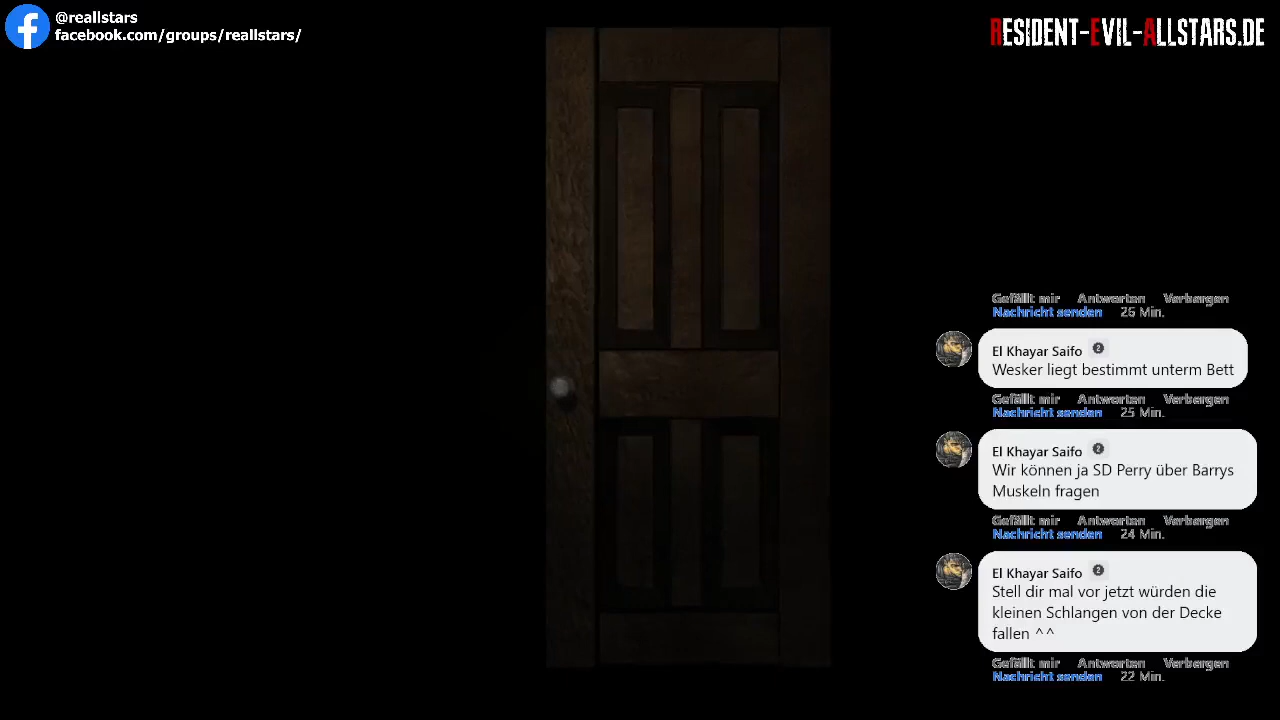 @reallstars
facebook.com/groups/reallstars/
RESIDENT-EVIL-ALLSTARS.DE
Gefällt mir Antworten Verbergen
Nachricht senden 26 Min.
El Khayar Saifo 2
Wesker liegt bestimmt unterm Bett
Gefällt mir Antworten Verbergen
Nachricht senden 25 Min.
El Khayar Saifo 2
Wir können ja SD Perry über Barrys
Muskeln fragen
Gefällt mir Antworten Verbergen
Nachricht senden 24 Min.
El Khayar Saifo 2
Stell dir mal vor jetzt würden die
kleinen Schlangen von der Decke
fallen ^^
Gefällt mir Antworten Verbergen
Nachricht senden 22 Min.